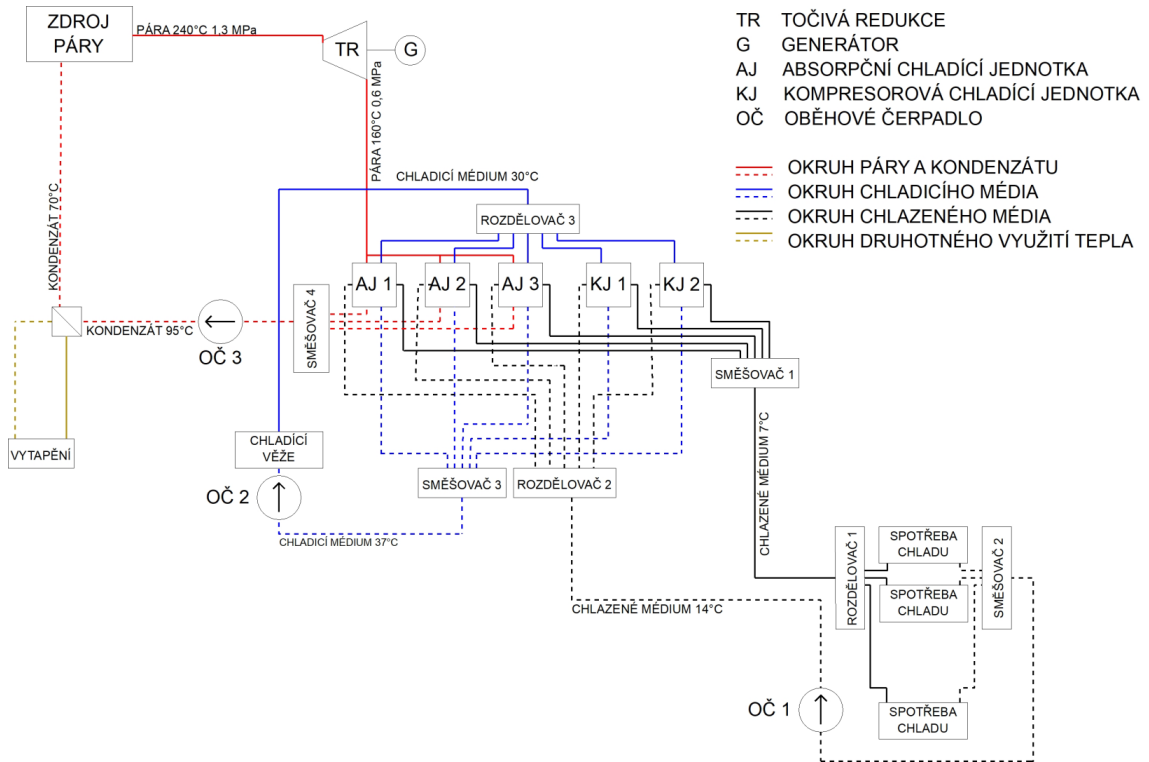 ZDROJ
PÁRY
PÁRA 240°C 1,3 MPa
TR
G
PÁRA 160°C 0,6 MPa
TR TOČIVÁ REDUKCE
G GENERÁTOR
AJ ABSORPČNÍ CHLADÍCÍ JEDNOTKA
KJ KOMPRESOROVÁ CHLADÍCÍ JEDNOTKA
OČ OBĚHOVÉ ČERPADLO
OKRUH PÁRY A KONDENZÁTU
OKRUH CHLADICÍHO MÉDIA
OKRUH CHLAZENÉHO MÉDIA
OKRUH DRUHOTNÉHO VYUŽITÍ TEPLA
CHLADICÍ MÉDIUM 30°C
ROZDĚLOVAČ 3
KONDENZÁT 70°C
AJ 1
AJ 2
AJ 3
KJ 1
KJ 2
SMĚŠOVAČ 4
KONDENZÁT 95°C
OČ 3
SMĚŠOVAČ 1
VYTAPĚNÍ
CHLADÍCÍ
VĚŽE
OČ 2
SMĚŠOVAČ 3
ROZDĚLOVAČ 2
CHLADICÍ MÉDIUM 37°C
CHLAZENÉ MÉDIUM 7°C
CHLAZENÉ MÉDIUM 14°C
ROZDĚLOVAČ 1
SPOTŘEBA
CHLADU
SPOTŘEBA
CHLADU
SMĚŠOVAČ 2
OČ 1
SPOTŘEBA
CHLADU